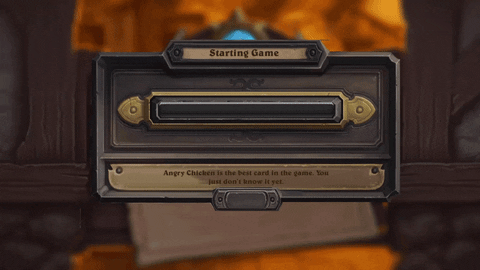 Starting Game
Angry Chicken is the best card in the game. You
just don't know it yet.